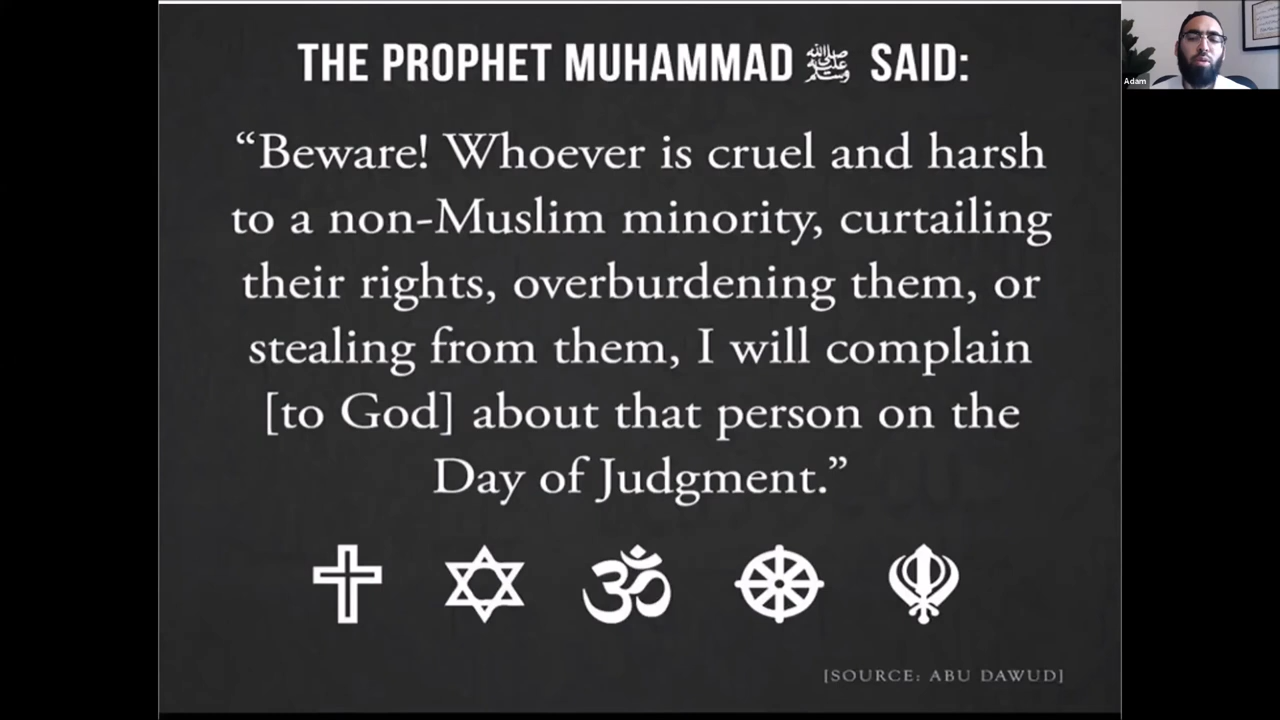 THE PROPHET MUHAMMAD ﷺ SAID:
“Beware! Whoever is cruel and harsh
to a non-Muslim minority, curtailing
their rights, overburdening them, or
stealing from them, I will complain
[to God] about that person on the
Day of Judgment.”
[SOURCE: ABU DAWUD]
Adam